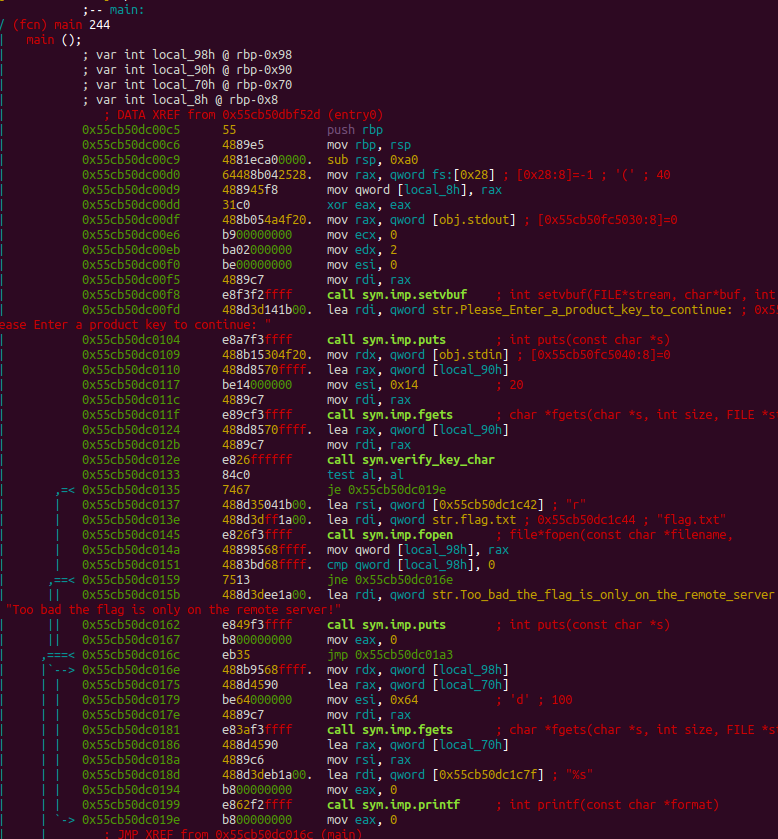 ;-- main:
/ (fcn) main 244
|   main ();
|           ; var int local_98h @ rbp-0x98
|           ; var int local_90h @ rbp-0x90
|           ; var int local_70h @ rbp-0x70
|           ; var int local_8h @ rbp-0x8
|              ; DATA XREF from 0x55cb50dbf52d (entry0)
|           0x55cb50dc00c5      55             push rbp
|           0x55cb50dc00c6      4889e5         mov rbp, rsp
|           0x55cb50dc00c9      4881eca00000.  sub rsp, 0xa0
|           0x55cb50dc00d0      64488b042528.  mov rax, qword fs:[0x28] ; [0x28:8]=-1 ; '(' ; 40
|           0x55cb50dc00d9      488945f8       mov qword [local_8h], rax
|           0x55cb50dc00dd      31c0           xor eax, eax
|           0x55cb50dc00df      488b054a4f20.  mov rax, qword [obj.stdout] ; [0x55cb50fc5030:8]=0
|           0x55cb50dc00e6      b900000000     mov ecx, 0
|           0x55cb50dc00eb      ba02000000     mov edx, 2
|           0x55cb50dc00f0      be00000000     mov esi, 0
|           0x55cb50dc00f5      4889c7         mov rdi, rax
|           0x55cb50dc00f8      e8f3f2ffff     call sym.imp.setvbuf    ; int setvbuf(FILE*stream, char*buf, int
|           0x55cb50dc00fd      488d3d141b00.  lea rdi, qword str.Please_Enter_a_product_key_to_continue: ; 0x5
ease Enter a product key to continue: "
|           0x55cb50dc0104      e8a7f3ffff     call sym.imp.puts       ; int puts(const char *s)
|           0x55cb50dc0109      488b15304f20.  mov rdx, qword [obj.stdin] ; [0x55cb50fc5040:8]=0
|           0x55cb50dc0110      488d8570ffff.  lea rax, qword [local_90h]
|           0x55cb50dc0117      be14000000     mov esi, 0x14           ; 20
|           0x55cb50dc011c      4889c7         mov rdi, rax
|           0x55cb50dc011f      e89cf3ffff     call sym.imp.fgets      ; char *fgets(char *s, int size, FILE *s
|           0x55cb50dc0124      488d8570ffff.  lea rax, qword [local_90h]
|           0x55cb50dc012b      4889c7         mov rdi, rax
|           0x55cb50dc012e      e826ffffff     call sym.verify_key_char
|           0x55cb50dc0133      84c0           test al, al
|       ,=< 0x55cb50dc0135      7467           je 0x55cb50dc019e
|       |   0x55cb50dc0137      488d35041b00.  lea rsi, qword [0x55cb50dc1c42] ; "r"
|       |   0x55cb50dc013e      488d3dff1a00.  lea rdi, qword str.flag.txt ; 0x55cb50dc1c44 ; "flag.txt"
|       |   0x55cb50dc0145      e826f3ffff     call sym.imp.fopen      ; file*fopen(const char *filename,
|       |   0x55cb50dc014a      48898568ffff.  mov qword [local_98h], rax
|       |   0x55cb50dc0151      4883bd68ffff.  cmp qword [local_98h], 0
|      ,==< 0x55cb50dc0159      7513           jne 0x55cb50dc016e
|      ||   0x55cb50dc015b      488d3dee1a00.  lea rdi, qword str.Too_bad_the_flag_is_only_on_the_remote_server
"Too bad the flag is only on the remote server!"
|      ||   0x55cb50dc0162      e849f3ffff     call sym.imp.puts       ; int puts(const char *s)
|      ||   0x55cb50dc0167      b800000000     mov eax, 0
|     ,===< 0x55cb50dc016c      eb35           jmp 0x55cb50dc01a3
|     |`--> 0x55cb50dc016e      488b9568ffff.  mov rdx, qword [local_98h]
|     | |   0x55cb50dc0175      488d4590       lea rax, qword [local_70h]
|     | |   0x55cb50dc0179      be64000000     mov esi, 0x64           ; 'd' ; 100
|     | |   0x55cb50dc017e      4889c7         mov rdi, rax
|     | |   0x55cb50dc0181      e83af3ffff     call sym.imp.fgets      ; char *fgets(char *s, int size, FILE *s
|     | |   0x55cb50dc0186      488d4590       lea rax, qword [local_70h]
|     | |   0x55cb50dc018a      4889c6         mov rsi, rax
|     | |   0x55cb50dc018d      488d3deb1a00.  lea rdi, qword [0x55cb50dc1c7f] ; "%s"
|     | |   0x55cb50dc0194      b800000000     mov eax, 0
|     | |   0x55cb50dc0199      e862f2ffff     call sym.imp.printf     ; int printf(const char *format)
|     | `-> 0x55cb50dc019e      b800000000     mov eax, 0
|     |        ; JMP XREF from 0x55cb50dc016c (main)